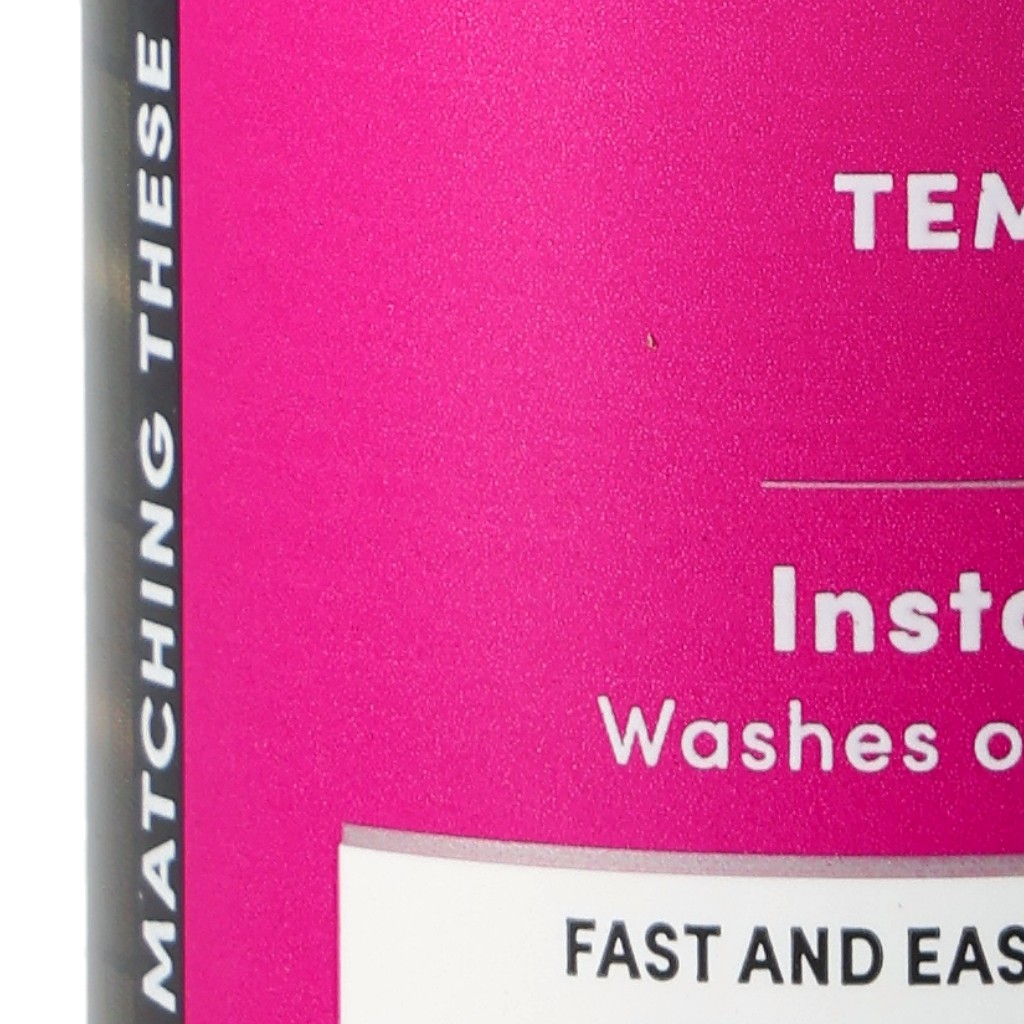 MATCHING THESE
TEM
Insta
Washes o
FAST AND EAS